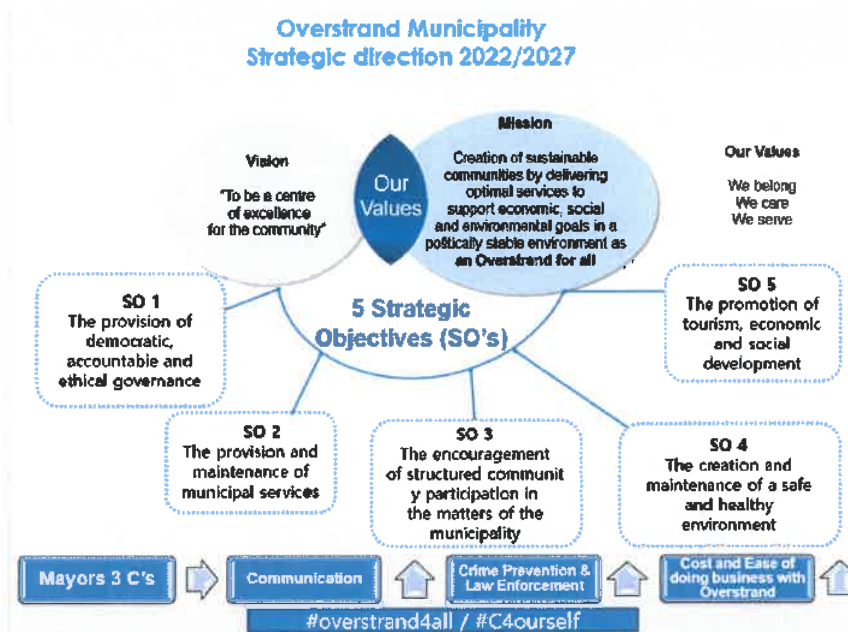 Overstrand Municipality
Strategic direction 2022/2027
Vision
"To be a centre
of excellence
for the community"
Our
Values
Mission
Creation of sustainable
communities by delivering
optimal services to
support economic, social
and environmental goals in a
politically stable environment as
an Overstrand for all
Our Values
We belong
We care
We serve
5 Strategic
Objectives (SO's)
SO 1
The provision of
democratic,
accountable and
ethical governance
SO 2
The provision and
maintenance of
municipal services
SO 3
The encouragement
of structured communit
y participation in
the matters of the
municipality
SO 4
The creation and
maintenance of a safe
and healthy
environment
SO 5
The promotion of
tourism, economic
and social
development
Mayors 3 C's
Communication
Crime Prevention &
Law Enforcement
Cost and Ease of
doing business with
Overstrand
#overstrand4all / #C4ourself